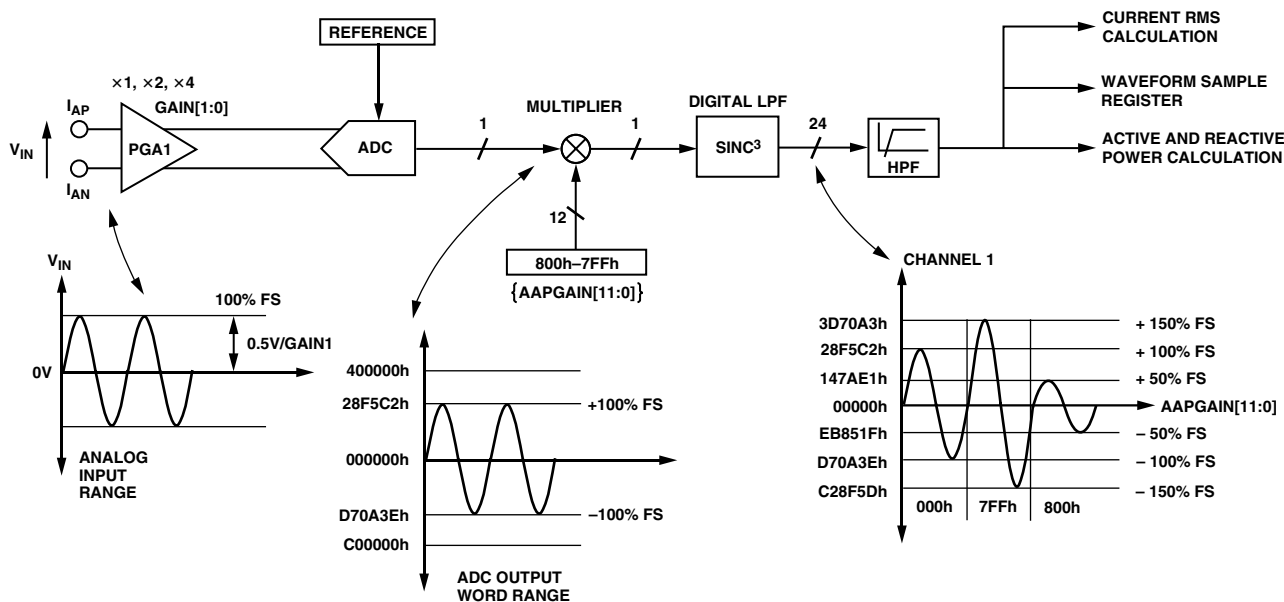 CURRENT RMS
CALCULATION
REFERENCE
×1, ×2, ×4
GAIN[1:0]
WAVEFORM SAMPLE
REGISTER
MULTIPLIER
DIGITAL LPF
IAP
1
1
24
VIN
PGA1
ADC
SINC3
HPF
ACTIVE AND REACTIVE
POWER CALCULATION
IAN
12
800h–7FFh
{AAPGAIN[11:0]}
VIN
100% FS
0.5V/GAIN1
0V
ANALOG
INPUT
RANGE
400000h
28F5C2h
+100% FS
000000h
D70A3Eh
–100% FS
C00000h
ADC OUTPUT
WORD RANGE
CHANNEL 1
3D70A3h
+ 150% FS
28F5C2h
+ 100% FS
147AE1h
+ 50% FS
00000h
AAPGAIN[11:0]
EB851Fh
– 50% FS
D70A3Eh
– 100% FS
C28F5Dh
– 150% FS
000h
7FFh
800h